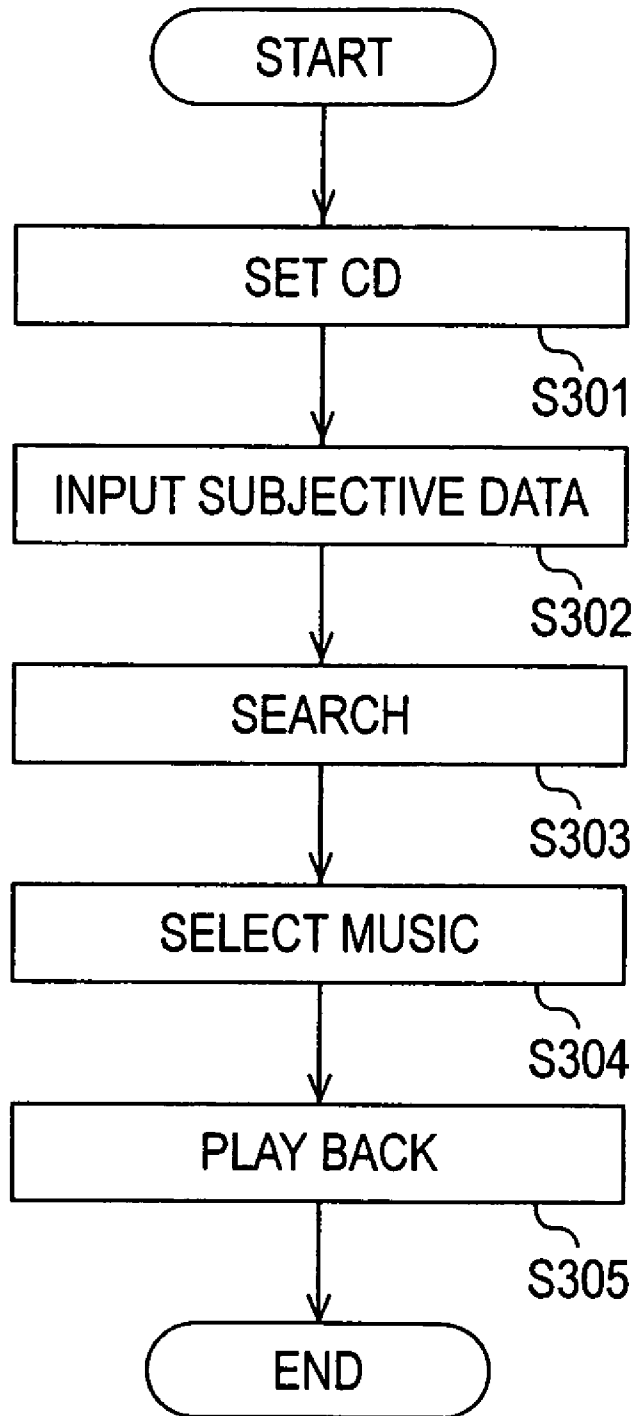 START
SET CD
S301
INPUT SUBJECTIVE DATA
S302
SEARCH
S303
SELECT MUSIC
S304
PLAY BACK
S305
END